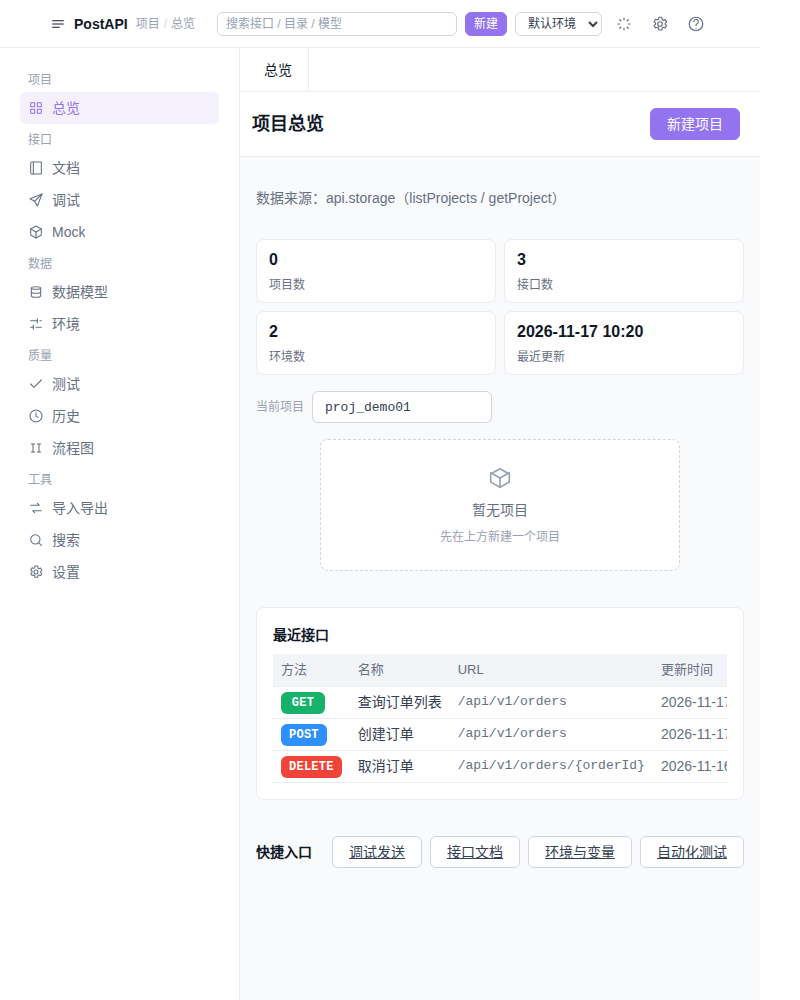 PostAPI 项目 / 总览 搜索接口 / 目录 / 模型 新建 默认环境
项目
总览
接口
文档
调试
Mock
数据
数据模型
环境
质量
测试
历史
流程图
工具
导入导出
搜索
设置
总览
项目总览 新建项目
数据来源：api.storage（listProjects / getProject）
0 3
项目数 接口数
2 2026-11-17 10:20
环境数 最近更新
当前项目 proj_demo01
暂无项目
先在上方新建一个项目
最近接口
方法 名称 URL 更新时间
GET 查询订单列表 /api/v1/orders 2026-11-17
POST 创建订单 /api/v1/orders 2026-11-17
DELETE 取消订单 /api/v1/orders/{orderId} 2026-11-16
快捷入口 调试发送 接口文档 环境与变量 自动化测试